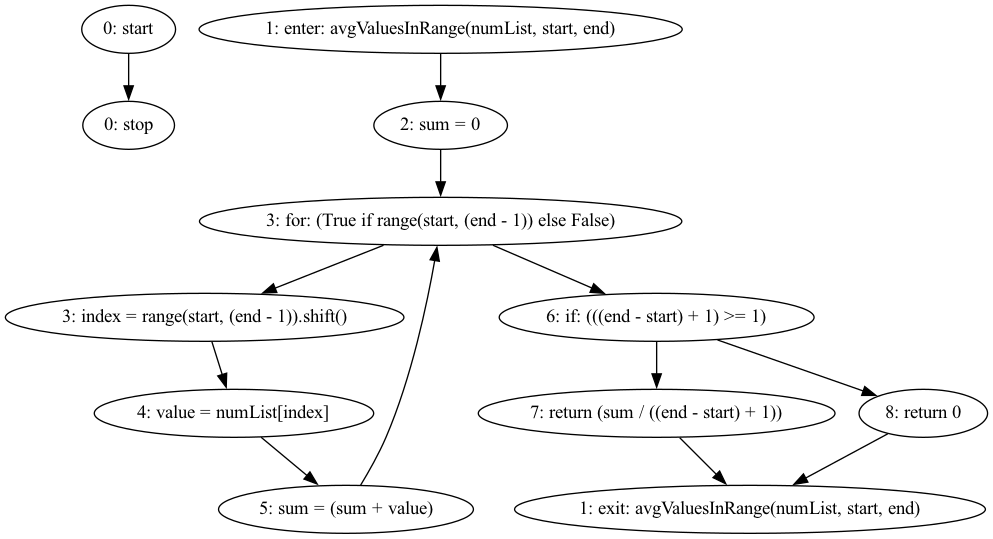 0: start
1: enter: avgValuesInRange(numList, start, end)
0: stop
2: sum = 0
3: for: (True if range(start, (end - 1)) else False)
3: index = range(start, (end - 1)).shift()
6: if: (((end - start) + 1) >= 1)
4: value = numList[index]
7: return (sum / ((end - start) + 1))
8: return 0
5: sum = (sum + value)
1: exit: avgValuesInRange(numList, start, end)